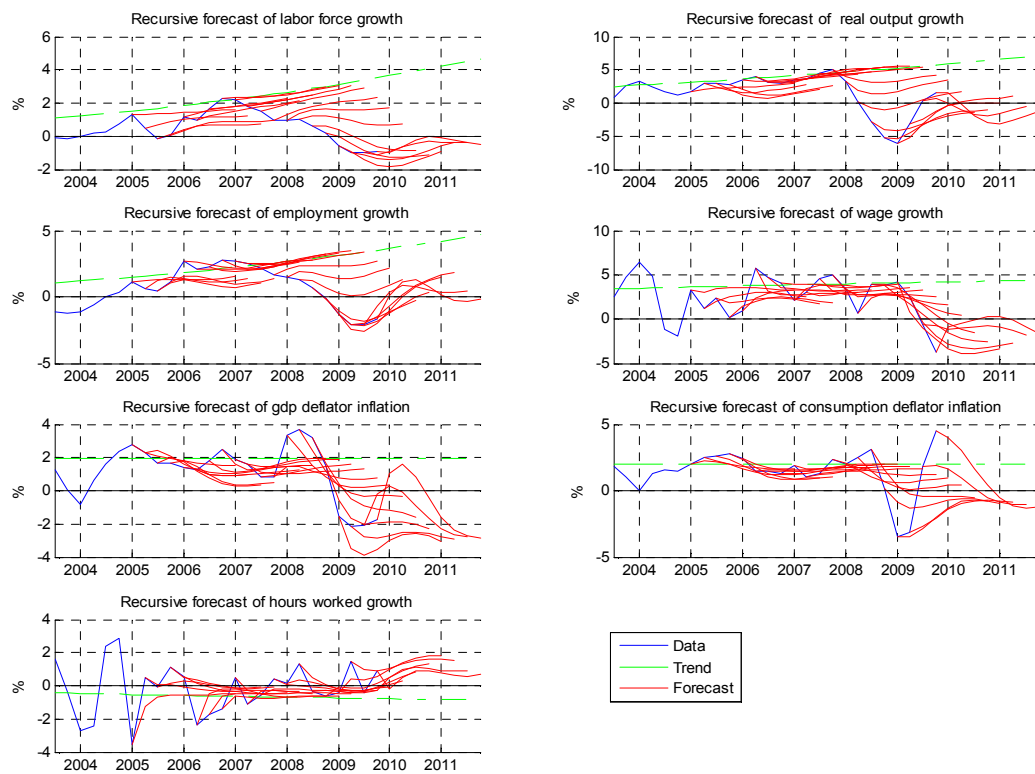 Recursive forecast of labor force growth
6
4
2
0
-2
%
2004 2005 2006 2007 2008 2009 2010 2011
Recursive forecast of real output growth
10
5
0
-5
-10
%
2004 2005 2006 2007 2008 2009 2010 2011
Recursive forecast of employment growth
5
0
-5
%
2004 2005 2006 2007 2008 2009 2010 2011
Recursive forecast of wage growth
10
5
0
-5
%
2004 2005 2006 2007 2008 2009 2010 2011
Recursive forecast of gdp deflator inflation
4
2
0
-2
-4
%
2004 2005 2006 2007 2008 2009 2010 2011
Recursive forecast of consumption deflator inflation
5
0
-5
%
2004 2005 2006 2007 2008 2009 2010 2011
Recursive forecast of hours worked growth
4
2
0
-2
-4
%
2004 2005 2006 2007 2008 2009 2010 2011
Data
Trend
Forecast